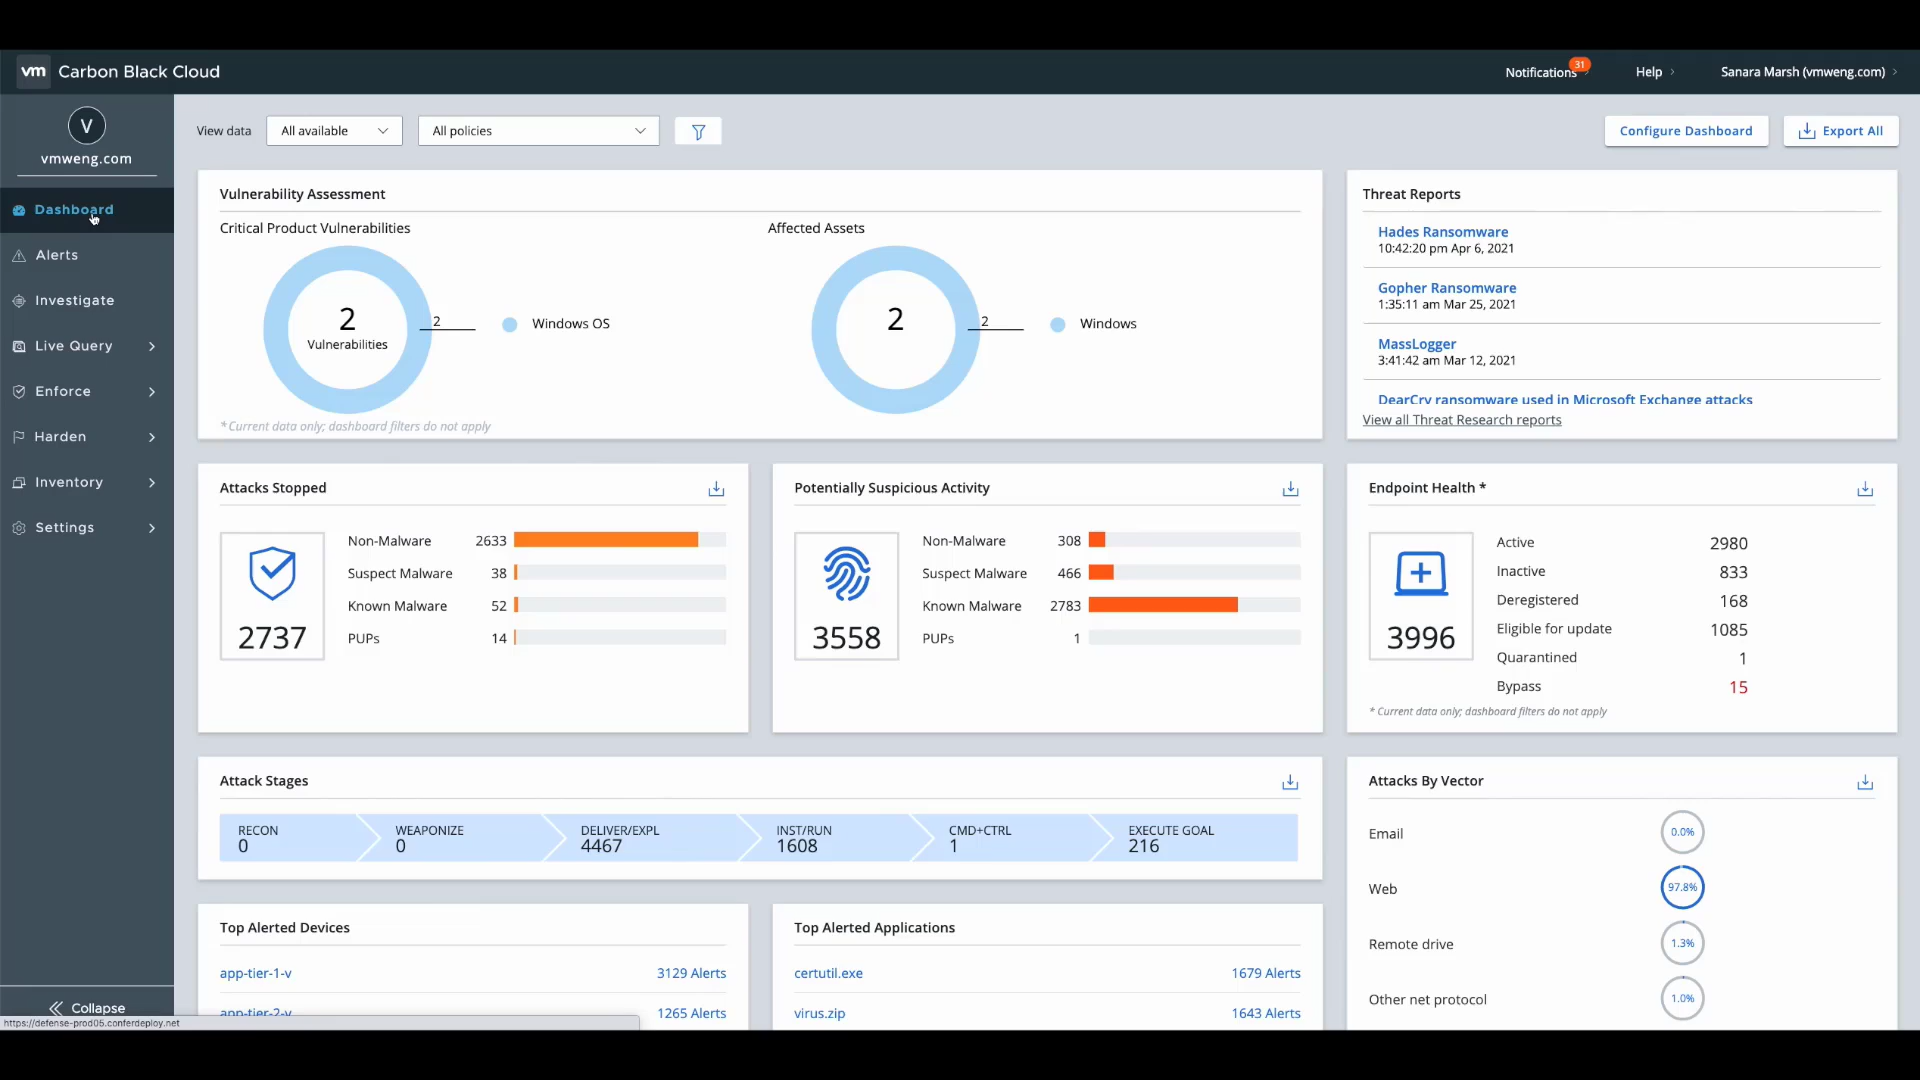 vm Carbon Black Cloud
Notifications 31
Help
Sanara Marsh (vmweng.com)
V
vmweng.com
Dashboard
Alerts
Investigate
Live Query
Enforce
Harden
Inventory
Settings
Collapse
https://defense-prod05.conferdeploy.net
View data
All available
All policies
Configure Dashboard
Export All
Vulnerability Assessment
Critical Product Vulnerabilities
2
Vulnerabilities
2
Windows OS
Affected Assets
2
2
Windows
*Current data only; dashboard filters do not apply
Threat Reports
Hades Ransomware
10:42:20 pm Apr 6, 2021
Gopher Ransomware
1:35:11 am Mar 25, 2021
MassLogger
3:41:42 am Mar 12, 2021
DearCry ransomware used in Microsoft Exchange attacks
View all Threat Research reports
Attacks Stopped
2737
Non-Malware 2633
Suspect Malware 38
Known Malware 52
PUPs 14
Potentially Suspicious Activity
3558
Non-Malware 308
Suspect Malware 466
Known Malware 2783
PUPs 1
Endpoint Health *
3996
Active 2980
Inactive 833
Deregistered 168
Eligible for update 1085
Quarantined 1
Bypass 15
* Current data only; dashboard filters do not apply
Attack Stages
RECON
0
WEAPONIZE
0
DELIVER/EXPL
4467
INST/RUN
1608
CMD+CTRL
1
EXECUTE GOAL
216
Attacks By Vector
Email 0.0%
Web 97.8%
Remote drive 1.3%
Other net protocol 1.0%
Top Alerted Devices
app-tier-1-v 3129 Alerts
app-tier-2-v 1265 Alerts
Top Alerted Applications
certutil.exe 1679 Alerts
virus.zip 1643 Alerts